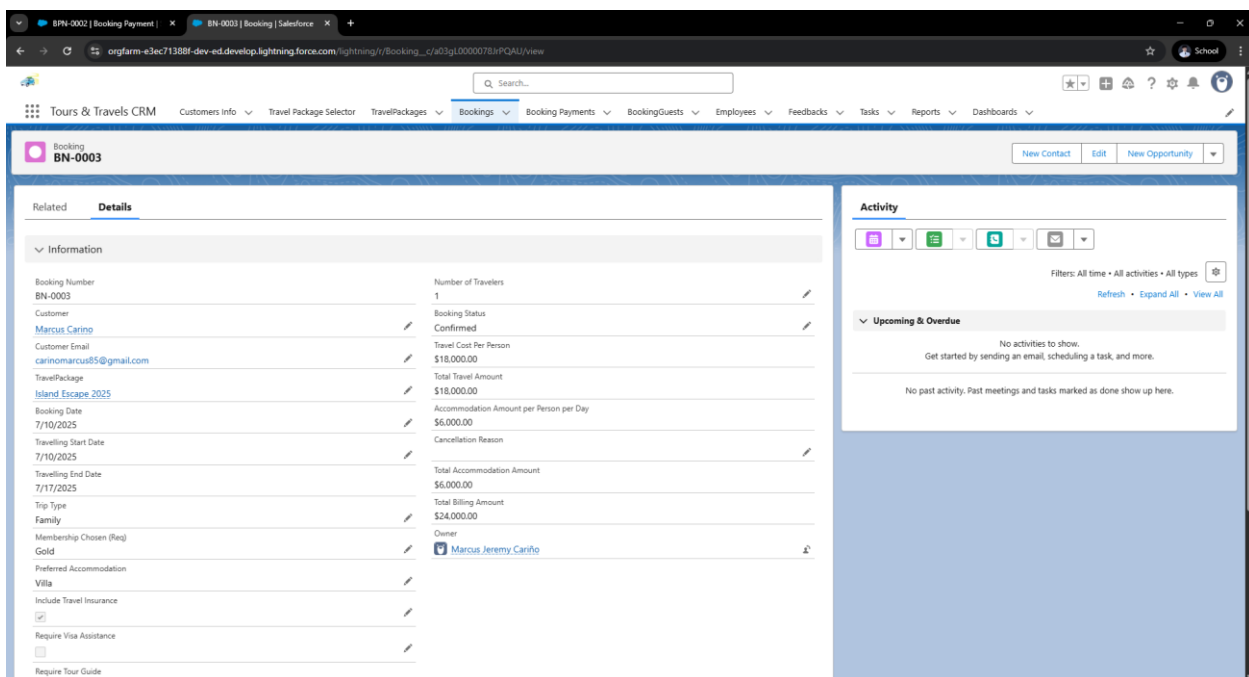 BPN-0002 | Booking Payment |
BN-0003 | Booking | Salesforce
orgfarm-e3ec71388f-dev-ed.develop.lightning.force.com/lightning/r/Booking__c/a03gL0000078JrPQAU/view
School
Search...
Tours & Travels CRM
Customers Info
Travel Package Selector
TravelPackages
Bookings
Booking Payments
BookingGuests
Employees
Feedbacks
Tasks
Reports
Dashboards
Booking
BN-0003
New Contact
Edit
New Opportunity
Related
Details
Information
Booking Number
BN-0003
Customer
Marcus Carino
Customer Email
carinomarcus85@gmail.com
TravelPackage
Island Escape 2025
Booking Date
7/10/2025
Travelling Start Date
7/10/2025
Travelling End Date
7/17/2025
Trip Type
Family
Membership Chosen (Req)
Gold
Preferred Accommodation
Villa
Include Travel Insurance
Require Visa Assistance
Require Tour Guide
Number of Travelers
1
Booking Status
Confirmed
Travel Cost Per Person
$18,000.00
Total Travel Amount
$18,000.00
Accommodation Amount per Person per Day
$6,000.00
Cancellation Reason
Total Accommodation Amount
$6,000.00
Total Billing Amount
$24,000.00
Owner
Marcus Jeremy Cariño
Activity
Filters: All time • All activities • All types
Refresh • Expand All • View All
Upcoming & Overdue
No activities to show.
Get started by sending an email, scheduling a task, and more.
No past activity. Past meetings and tasks marked as done show up here.